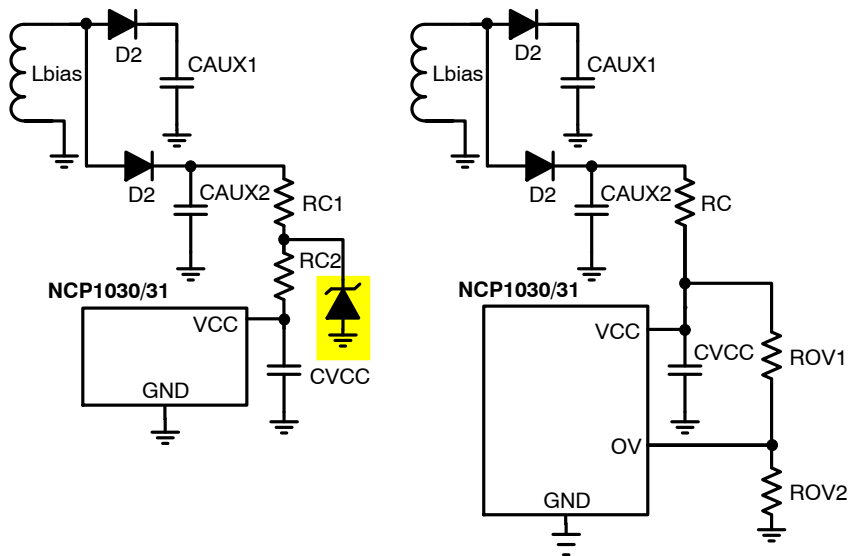 D2
CAUX1
Lbias
D2
CAUX2
RC1
RC2
NCP1030/31
VCC
GND
CVCC
D2
CAUX1
Lbias
D2
CAUX2
RC
NCP1030/31
VCC
CVCC
ROV1
OV
ROV2
GND